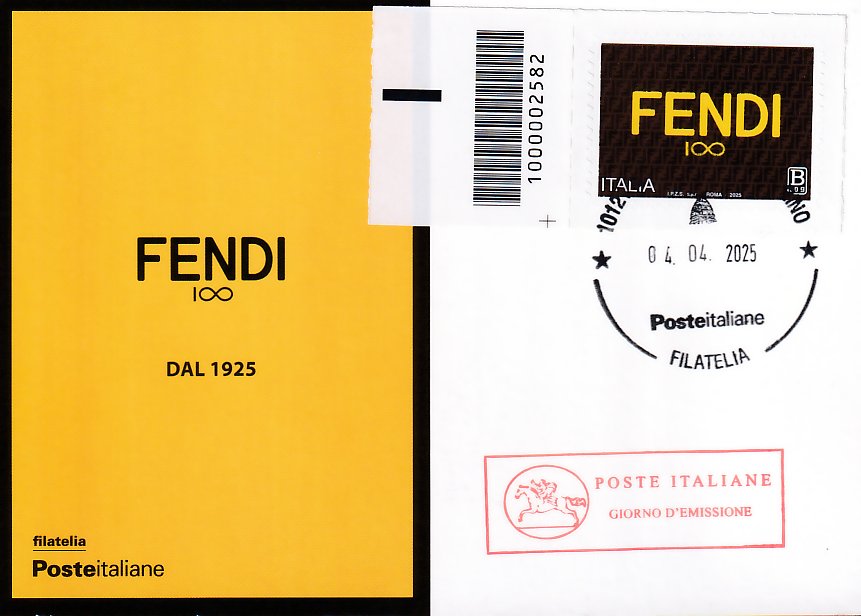 FENDI
100
DAL 1925
filatelia
Posteitaliane
1000002582
FENDI
100
ITALIA
I.P.Z.S. S.p.A. ROMA 2025
B
04. 04. 2025
Posteitaliane
FILATELIA
POSTE ITALIANE
GIORNO D'EMISSIONE